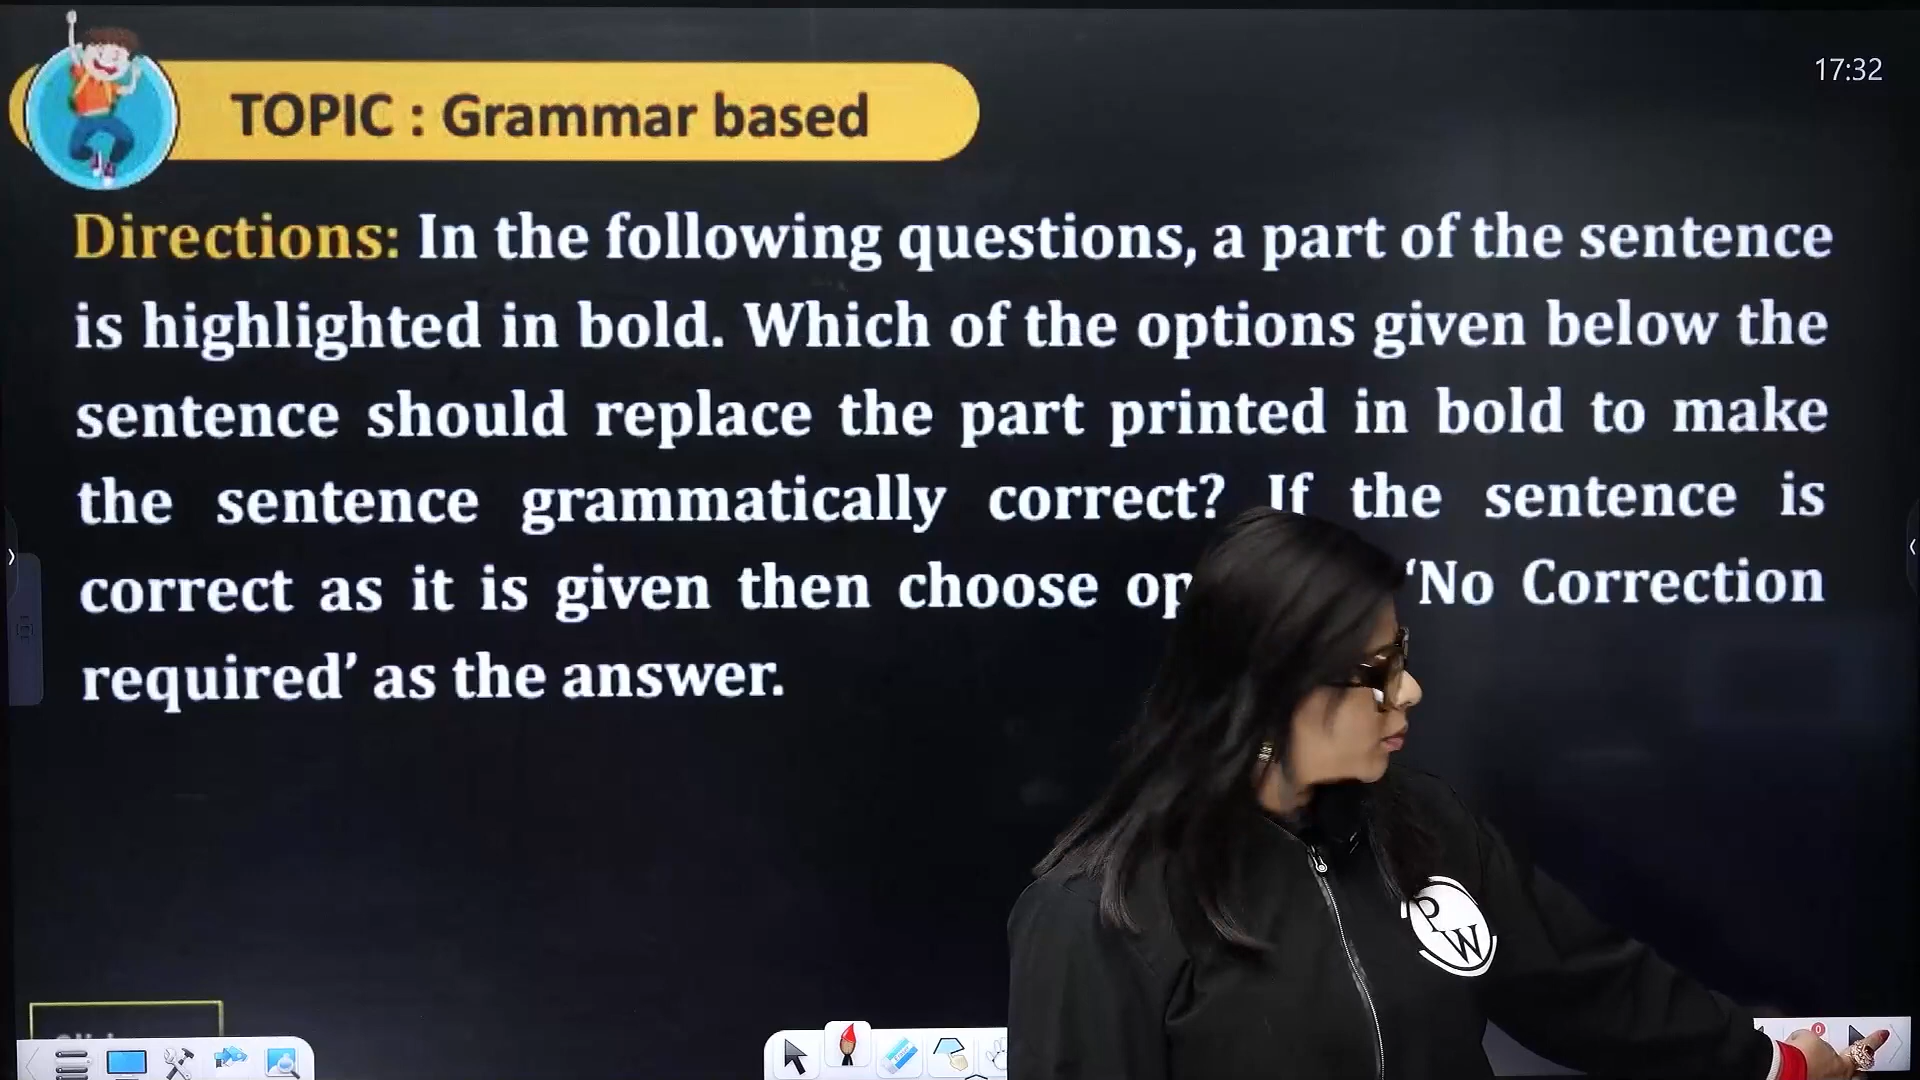 17:32
TOPIC : Grammar based
Directions: In the following questions, a part of the sentence
is highlighted in bold. Which of the options given below the
sentence should replace the part printed in bold to make
the sentence grammatically correct? If the sentence is
correct as it is given then choose ‘No Correction
required’ as the answer.
PW
0